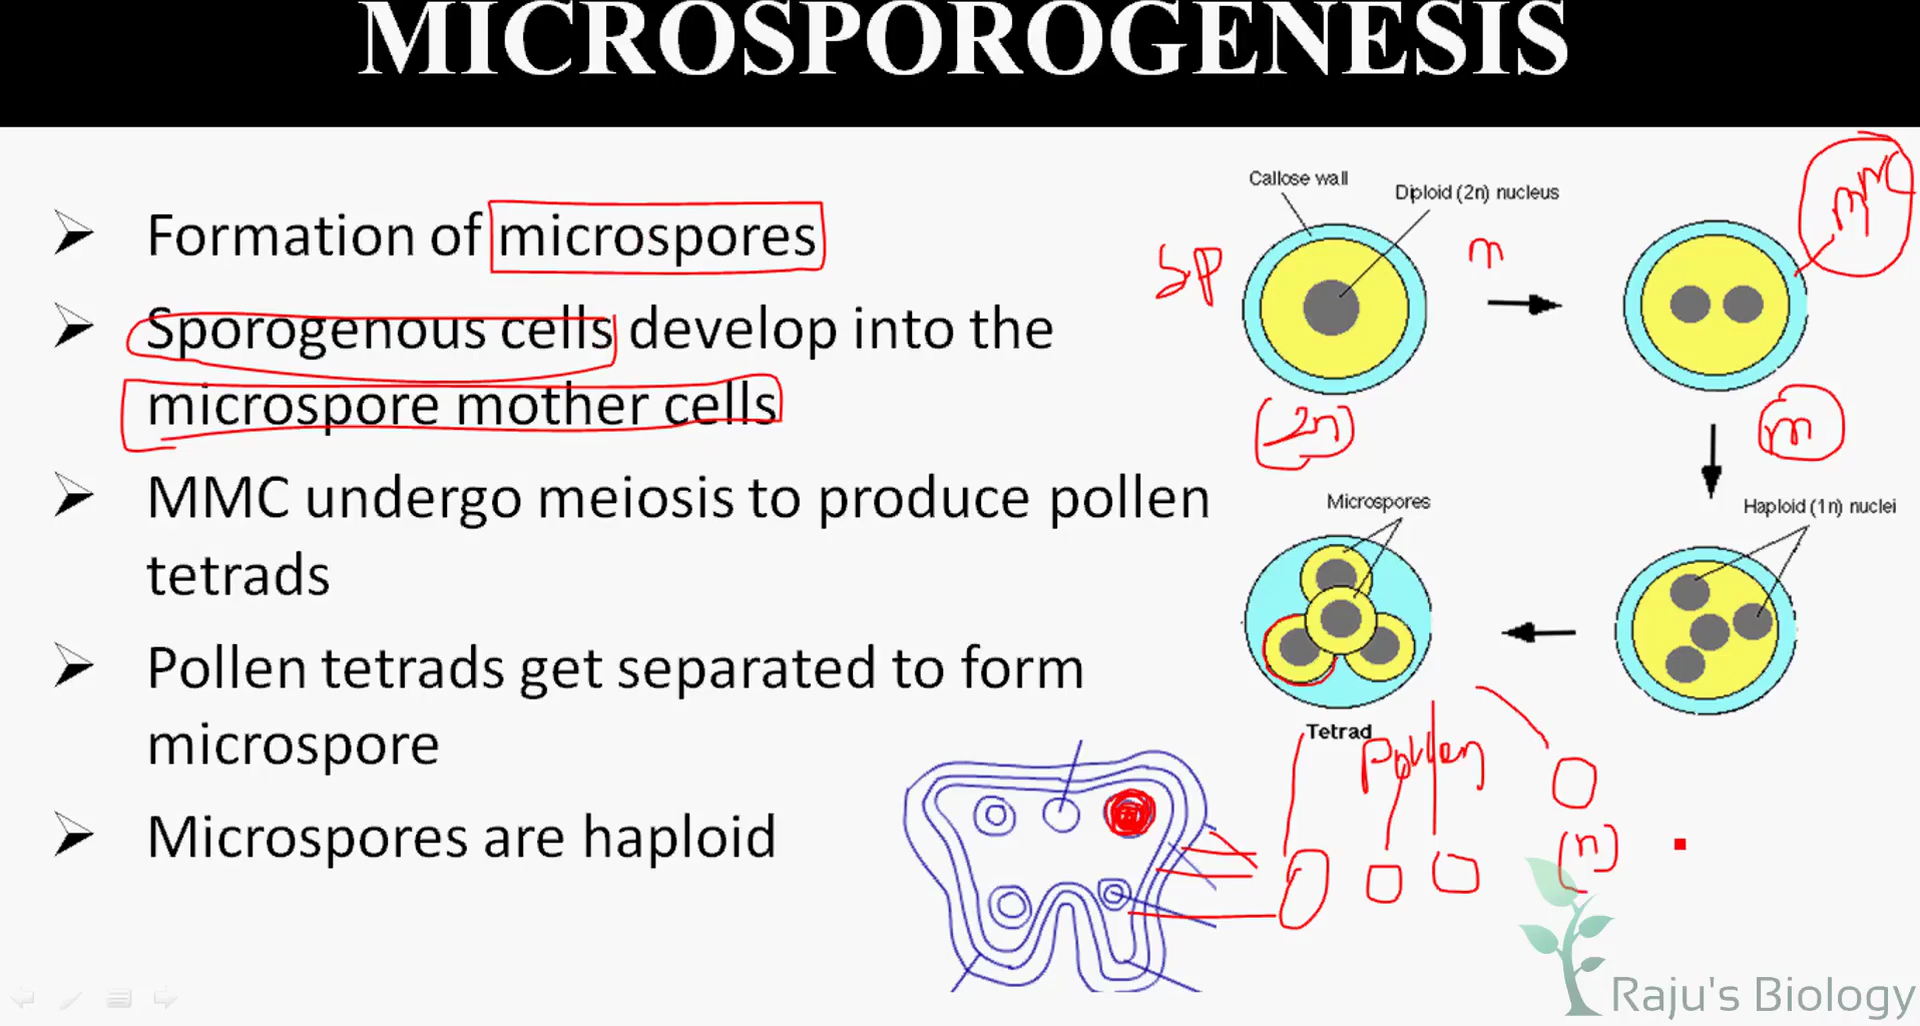 MICROSPOROGENESIS
Formation of microspores
Sporogenous cells develop into the
microspore mother cells
MMC undergo meiosis to produce pollen
tetrads
Pollen tetrads get separated to form
microspore
Microspores are haploid
Callose wall
Diploid (2n) nucleus
MMC
Sp
m
(2n)
m
Microspores
Haploid (1n) nuclei
Tetrad
pollen
(n)
Raju's Biology